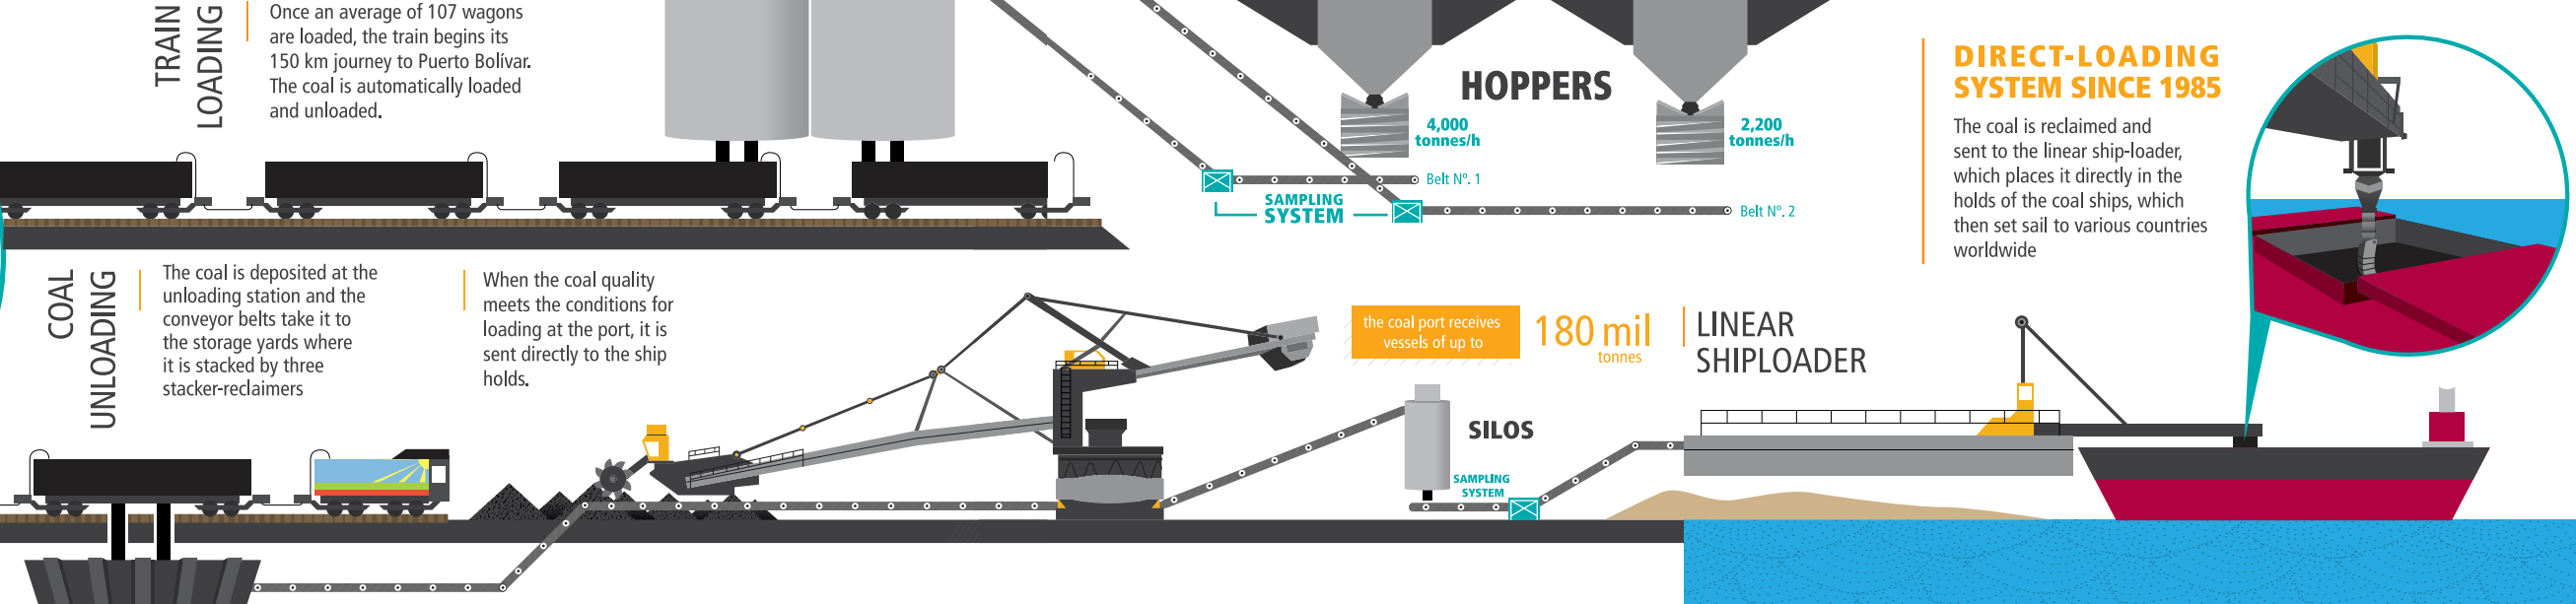 TRAIN
LOADING
Once an average of 107 wagons
are loaded, the train begins its
150 km journey to Puerto Bolívar.
The coal is automatically loaded
and unloaded.
HOPPERS
4,000
tonnes/h
2,200
tonnes/h
Belt Nº. 1
SAMPLING
SYSTEM
Belt Nº. 2
DIRECT-LOADING
SYSTEM SINCE 1985
The coal is reclaimed and
sent to the linear ship-loader,
which places it directly in the
holds of the coal ships, which
then set sail to various countries
worldwide
COAL
UNLOADING
The coal is deposited at the
unloading station and the
conveyor belts take it to
the storage yards where
it is stacked by three
stacker-reclaimers
When the coal quality
meets the conditions for
loading at the port, it is
sent directly to the ship
holds.
the coal port receives
vessels of up to
180 mil
tonnes
LINEAR
SHIPLOADER
SILOS
SAMPLING
SYSTEM